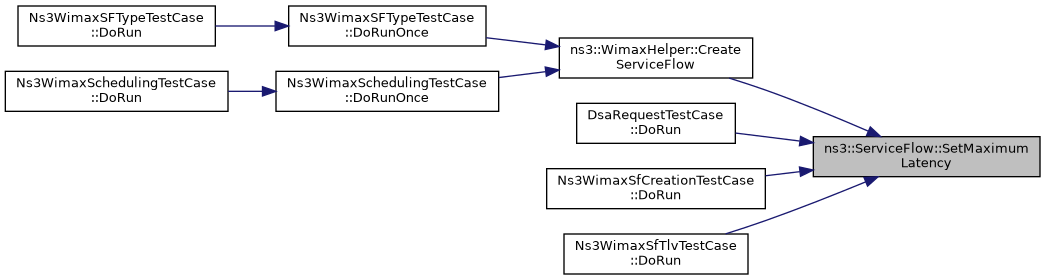 Ns3WimaxSFTypeTestCase
::DoRun
Ns3WimaxSFTypeTestCase
::DoRunOnce
ns3::WimaxHelper::Create
ServiceFlow
Ns3WimaxSchedulingTestCase
::DoRun
Ns3WimaxSchedulingTestCase
::DoRunOnce
DsaRequestTestCase
::DoRun
ns3::ServiceFlow::SetMaximum
Latency
Ns3WimaxSfCreationTestCase
::DoRun
Ns3WimaxSfTlvTestCase
::DoRun